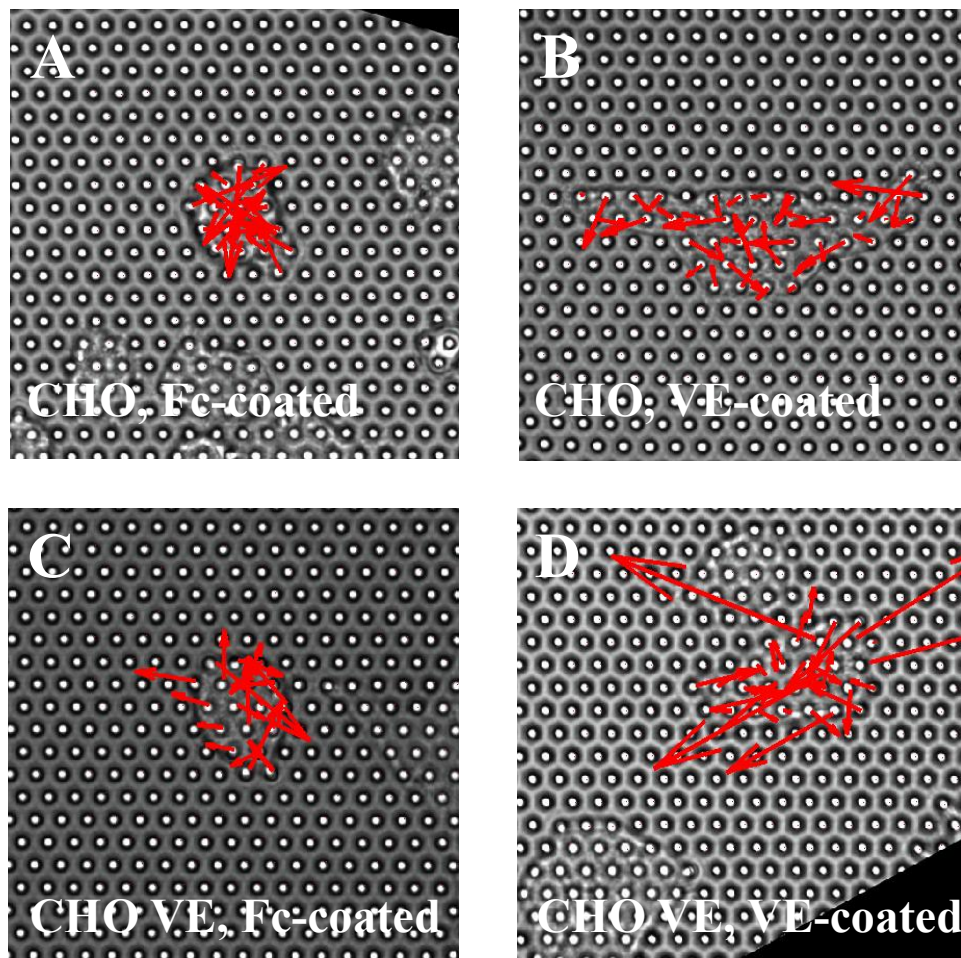 A
B
CHO, Fc-coated
CHO, VE-coated
C
D
CHO VE, Fc-coated
CHO VE, VE-coated